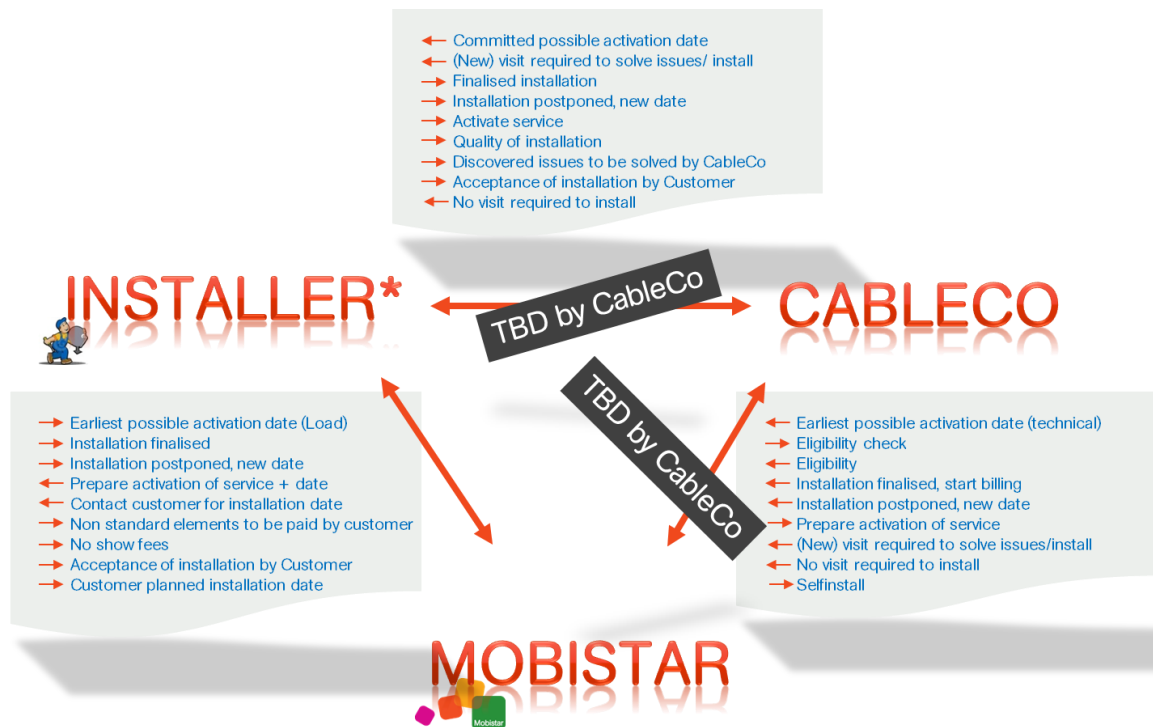 Committed possible activation date
(New) visit required to solve issues/ install
Finalised installation
Installation postponed, new date
Activate service
Quality of installation
Discovered issues to be solved by CableCo
Acceptance of installation by Customer
No visit required to install
INSTALLER*
TBD by CableCo
CABLECO
TBD by CableCo
Earliest possible activation date (Load)
Installation finalised
Installation postponed, new date
Prepare activation of service + date
Contact customer for installation date
Non standard elements to be paid by customer
No show fees
Acceptance of installation by Customer
Customer planned installation date
Earliest possible activation date (technical)
Eligibility check
Eligibility
Installation finalised, start billing
Installation postponed, new date
Prepare activation of service
(New) visit required to solve issues/install
No visit required to install
Selfinstall
MOBISTAR
Mobistar